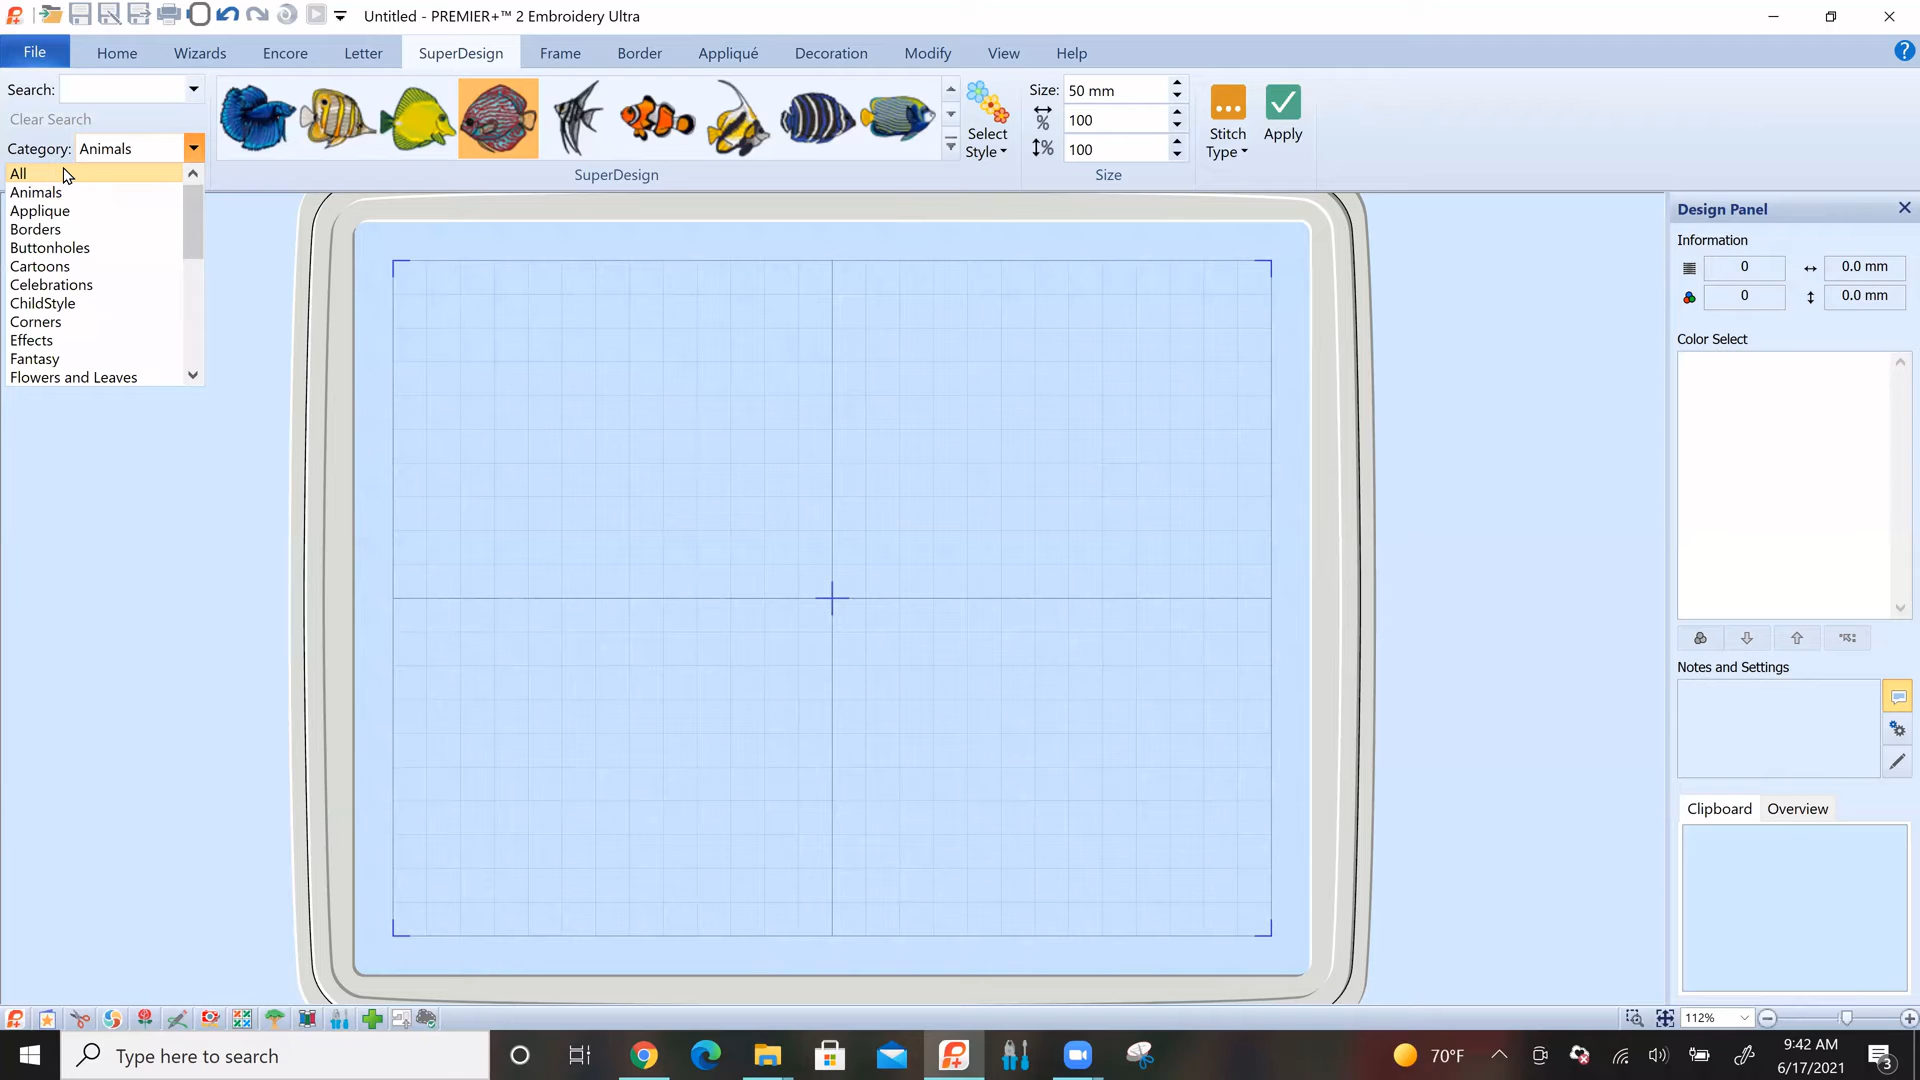 Untitled - PREMIER+™ 2 Embroidery Ultra
File Home Wizards Encore Letter SuperDesign Frame Border Appliqué Decoration Modify View Help
Search:
Clear Search
Category: Animals
All
Animals
Applique
Borders
Buttonholes
Cartoons
Celebrations
ChildStyle
Corners
Effects
Fantasy
Flowers and Leaves
Select Style
SuperDesign
Size: 50 mm
% 100
% 100
Size
Stitch Type
Apply
Design Panel
Information
0 0.0 mm
0 0.0 mm
Color Select
Notes and Settings
Clipboard Overview
112%
Type here to search
70°F
9:42 AM
6/17/2021
3